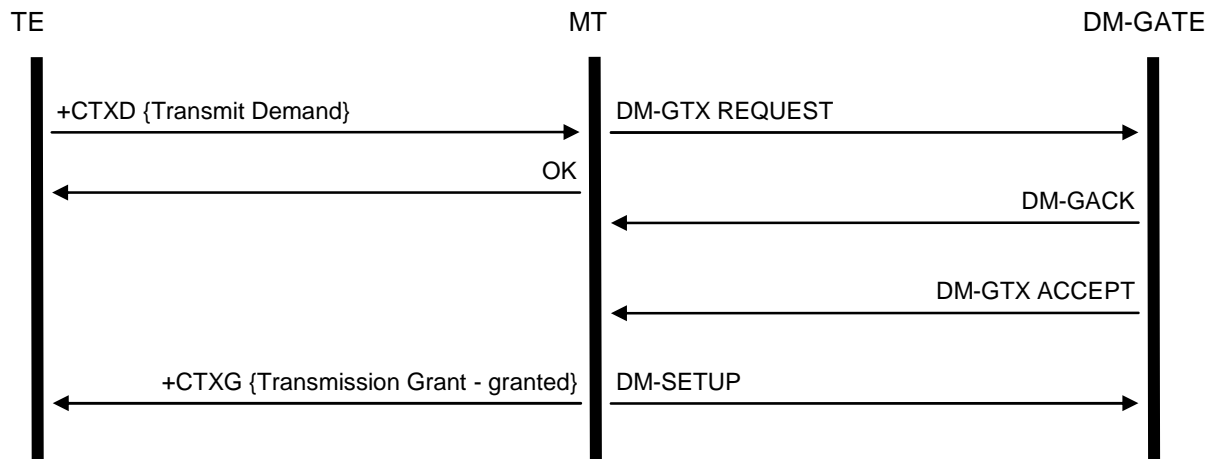 TE
MT
DM-GATE
+CTXD {Transmit Demand}
DM-GTX REQUEST
OK
DM-GACK
DM-GTX ACCEPT
+CTXG {Transmission Grant - granted}
DM-SETUP